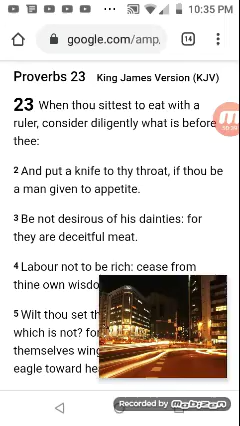 10:35 PM
google.com/amp.
14
Proverbs 23 King James Version (KJV)
23 When thou sittest to eat with a
ruler, consider diligently what is before
thee:
2 And put a knife to thy throat, if thou be
a man given to appetite.
3 Be not desirous of his dainties: for
they are deceitful meat.
4 Labour not to be rich: cease from
thine own wisdo
5 Wilt thou set th
which is not? for
themselves wing
eagle toward he
Recorded by mobizen